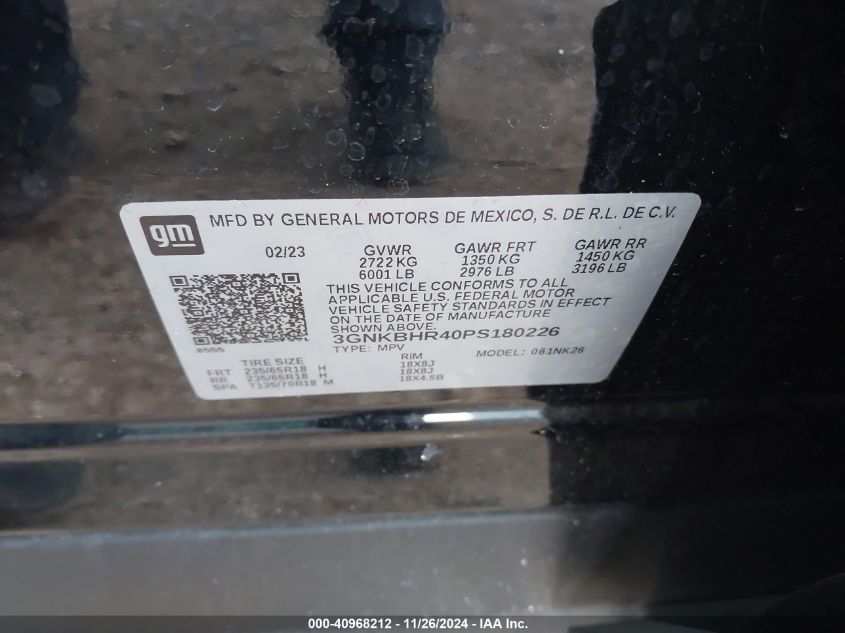 gm MFD BY GENERAL MOTORS DE MEXICO, S. DE R.L. DE C.V.
02/23 GVWR GAWR FRT GAWR RR
2722 KG 1350 KG 1450 KG
6001 LB 2976 LB 3196 LB
THIS VEHICLE CONFORMS TO ALL
APPLICABLE U.S. FEDERAL MOTOR
VEHICLE SAFETY STANDARDS IN EFFECT
ON THE DATE OF MANUFACTURE
SHOWN ABOVE.
8555
3GNKBHR40PS180226
TYPE: MPV MODEL: 061NK26
TIRE SIZE RIM
FRT 235/65R18 H 18X8J
RR 235/65R18 H 18X8J
SPA T135/70R18 M 18X4.5B
000-40968212 - 11/26/2024 - IAA Inc.